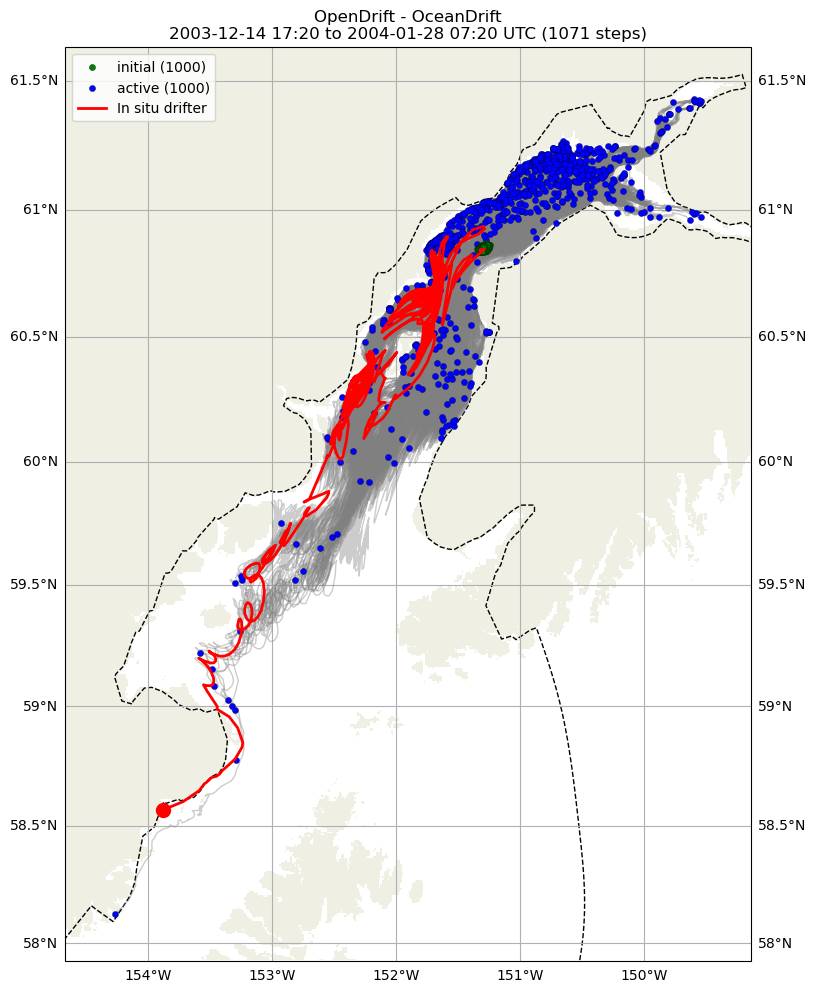 OpenDrift - OceanDrift
2003-12-14 17:20 to 2004-01-28 07:20 UTC (1071 steps)
initial (1000)
active (1000)
In situ drifter
61.5°N 61.5°N
61°N 61°N
60.5°N 60.5°N
60°N 60°N
59.5°N 59.5°N
59°N 59°N
58.5°N 58.5°N
58°N 58°N
154°W 153°W 152°W 151°W 150°W